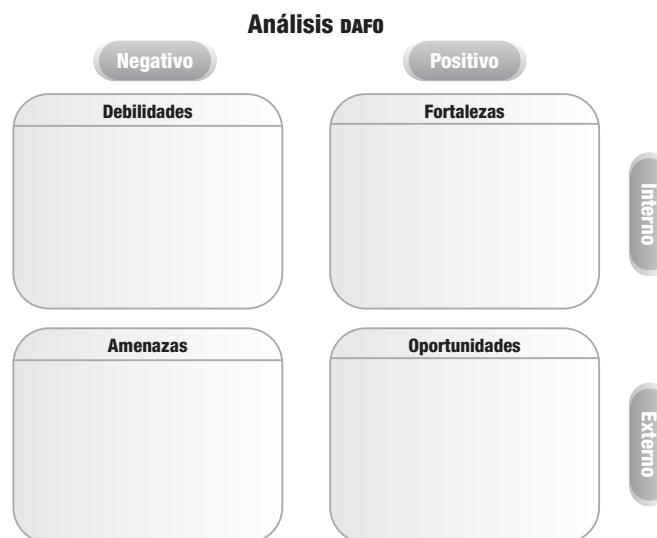 Análisis DAFO
Negativo
Positivo
Debilidades
Fortalezas
Interno
Amenazas
Oportunidades
Externo